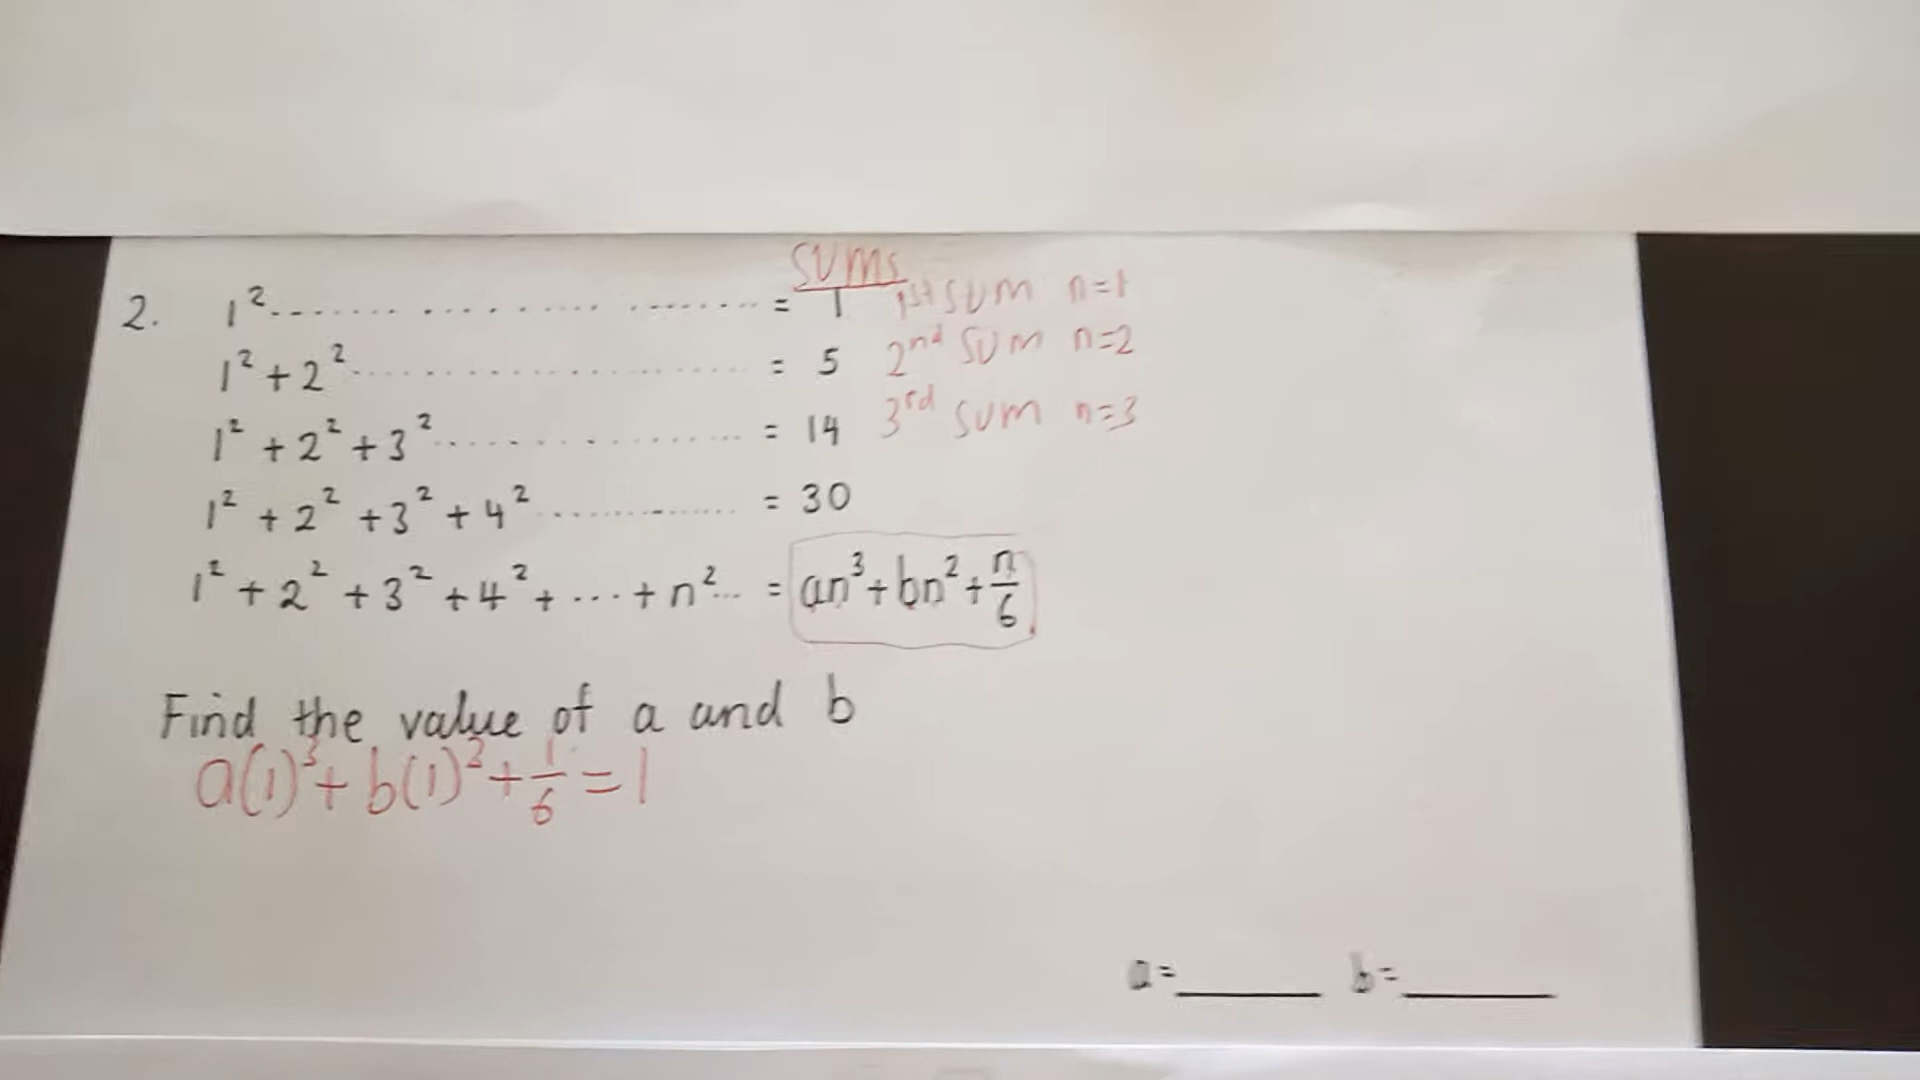 sums
2. 1².................... = 1 1st sum n=1
1² + 2².................... = 5 2nd sum n=2
1² + 2² + 3².................... = 14 3rd sum n=3
1² + 2² + 3² + 4²............... = 30
1² + 2² + 3² + 4² + ... + n²... = an³ + bn² + n/6
Find the value of a and b
a(1)³ + b(1)² + 1/6 = 1
a=______ b=______